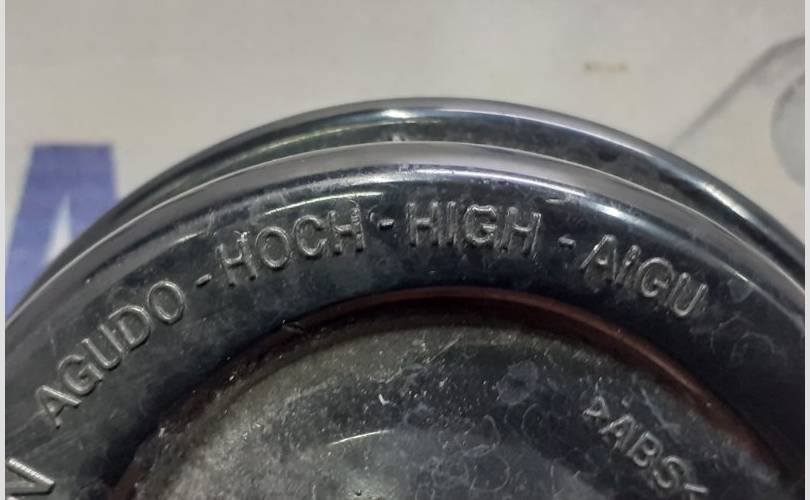 AGUDO - HOCH - HIGH - AIGU
>ABS<